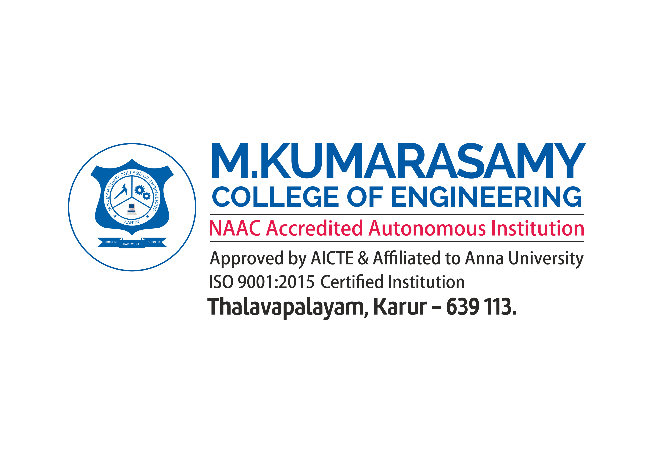 M.KUMARASAMY
COLLEGE OF ENGINEERING
NAAC Accredited Autonomous Institution
Approved by AICTE & Affiliated to Anna University
ISO 9001:2015 Certified Institution
Thalavapalayam, Karur – 639 113.